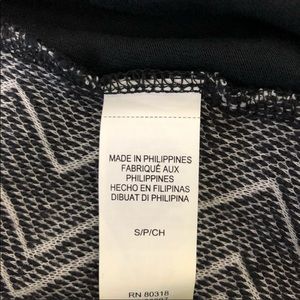 MADE IN PHILIPPINES
FABRIQUÉ AUX
PHILIPPINES
HECHO EN FILIPINAS
DIBUAT DI PHILIPINA
S/P/CH
RN 80318